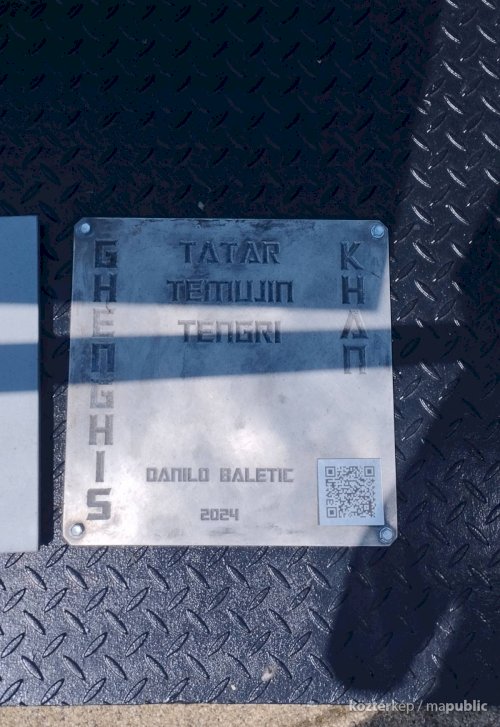 GHENGHIS
TATAR
TEMUJIN
TENGRI
KHAN
DANILO BALETIC
2024
köztérkép / mapublic